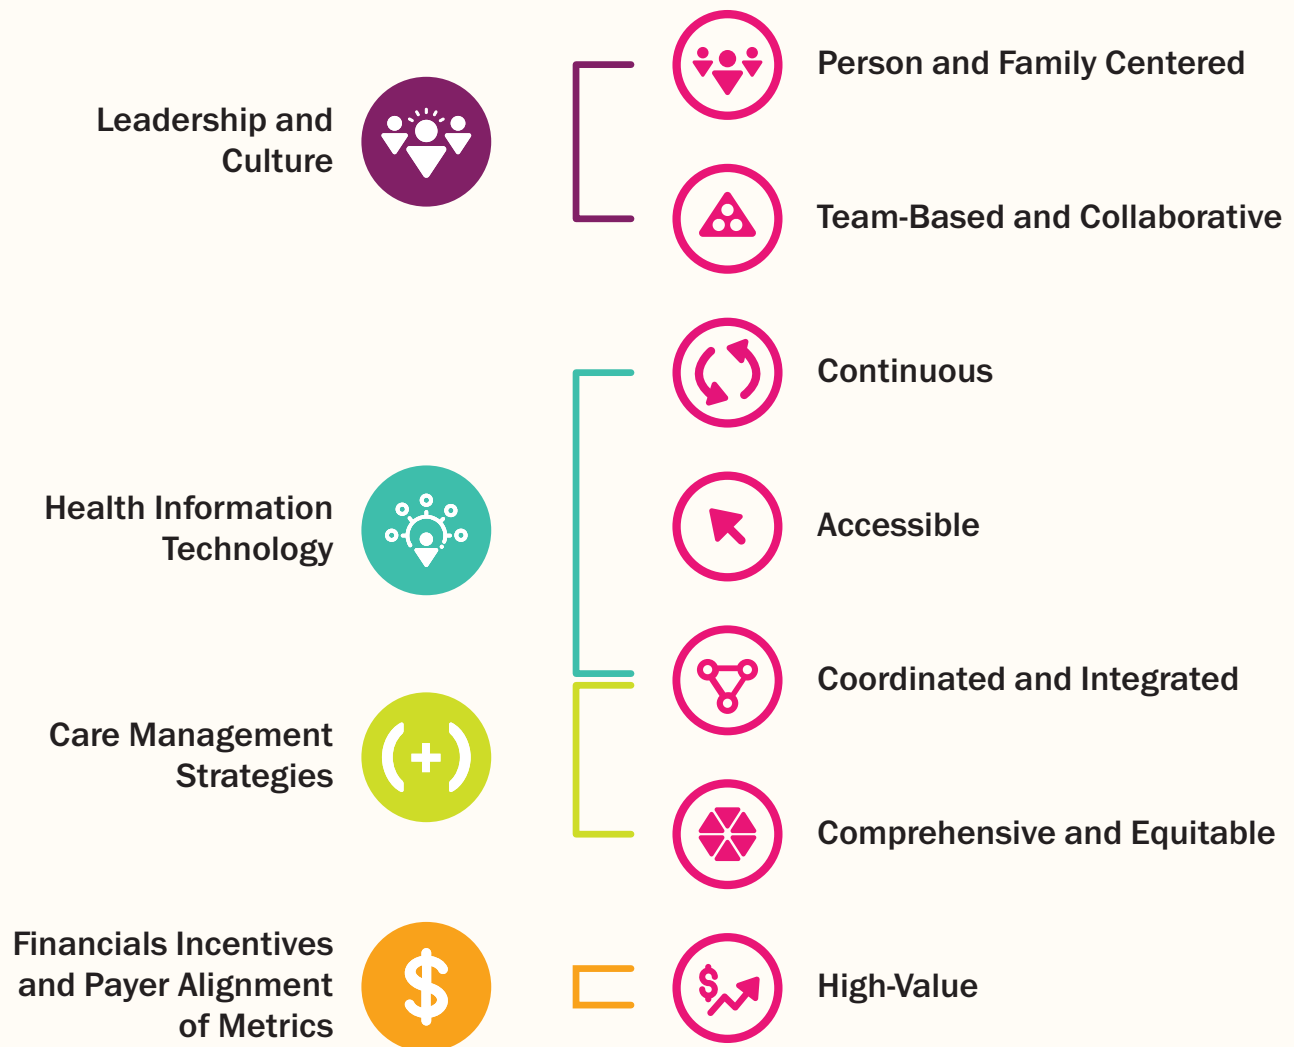 Leadership and
Culture
Person and Family Centered
Team-Based and Collaborative
Health Information
Technology
Continuous
Accessible
Coordinated and Integrated
Care Management
Strategies
Comprehensive and Equitable
Financials Incentives
and Payer Alignment
of Metrics
$
High-Value
$